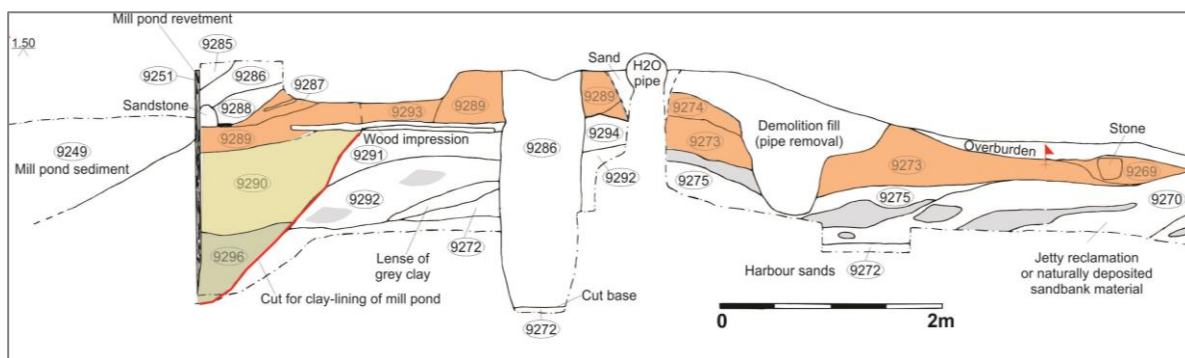 Mill pond revetment
1.50
9285
9251
9286
9287
Sandstone
9288
9289
9293
9289
Sand
H2O
pipe
9289
9294
9274
9273
Demolition fill
(pipe removal)
Stone
Overburden
9273
9269
9249
Mill pond sediment
Wood impression
9291
9286
9292
9275
9290
9292
9275
9270
9296
9272
Lense of
grey clay
Harbour sands
9272
Jetty reclamation
or naturally deposited
sandbank material
Cut for clay-lining of mill pond
Cut base
9272
0
2m